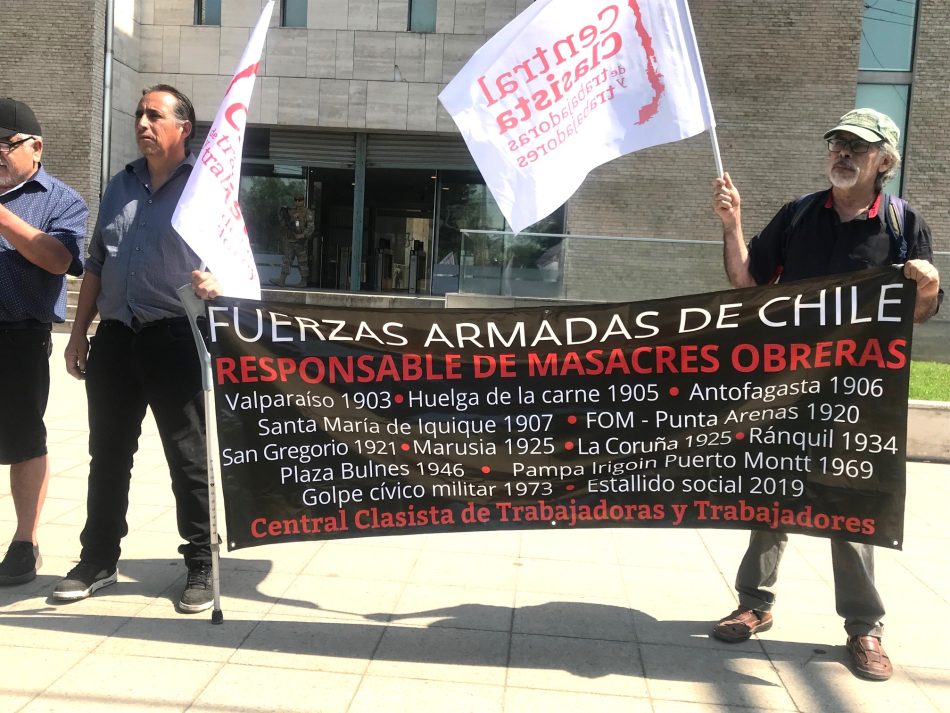 Central
Clasista
de trabajadoras
y trabajadores
FUERZAS ARMADAS DE CHILE
RESPONSABLE DE MASACRES OBRERAS
Valparaíso 1903 • Huelga de la carne 1905 • Antofagasta 1906
Santa María de Iquique 1907 • FOM - Punta Arenas 1920
San Gregorio 1921 • Marusia 1925 • La Coruña 1925 • Ránquil 1934
Plaza Bulnes 1946 • Pampa Irigoin Puerto Montt 1969
Golpe cívico militar 1973 • Estallido social 2019
Central Clasista de Trabajadoras y Trabajadores